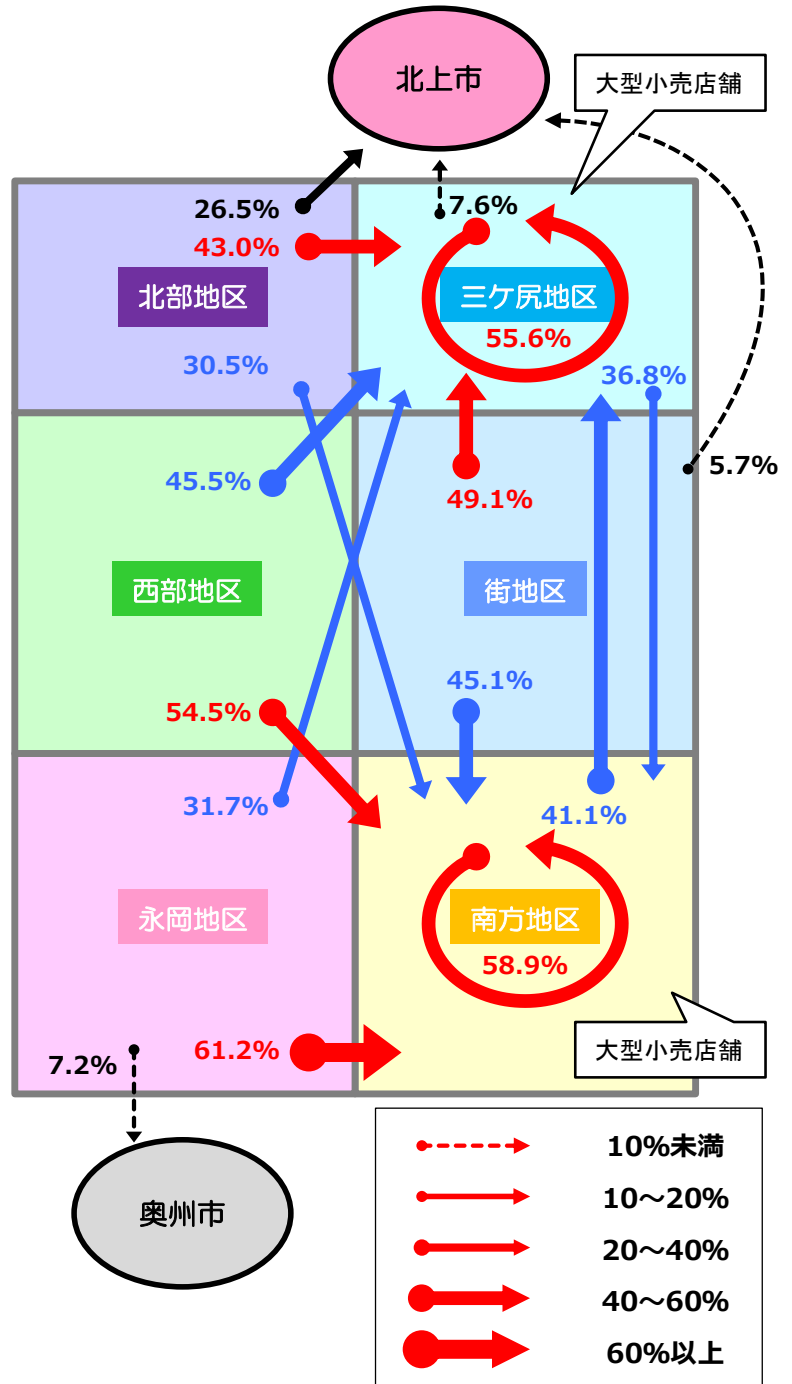 北上市
大型小売店舗
26.5%
7.6%
43.0%
北部地区
三ケ尻地区
55.6%
30.5%
36.8%
45.5%
49.1%
5.7%
西部地区
街地区
54.5%
45.1%
31.7%
41.1%
永岡地区
南方地区
58.9%
61.2%
7.2%
大型小売店舗
奥州市
10%未満
10～20%
20～40%
40～60%
60%以上